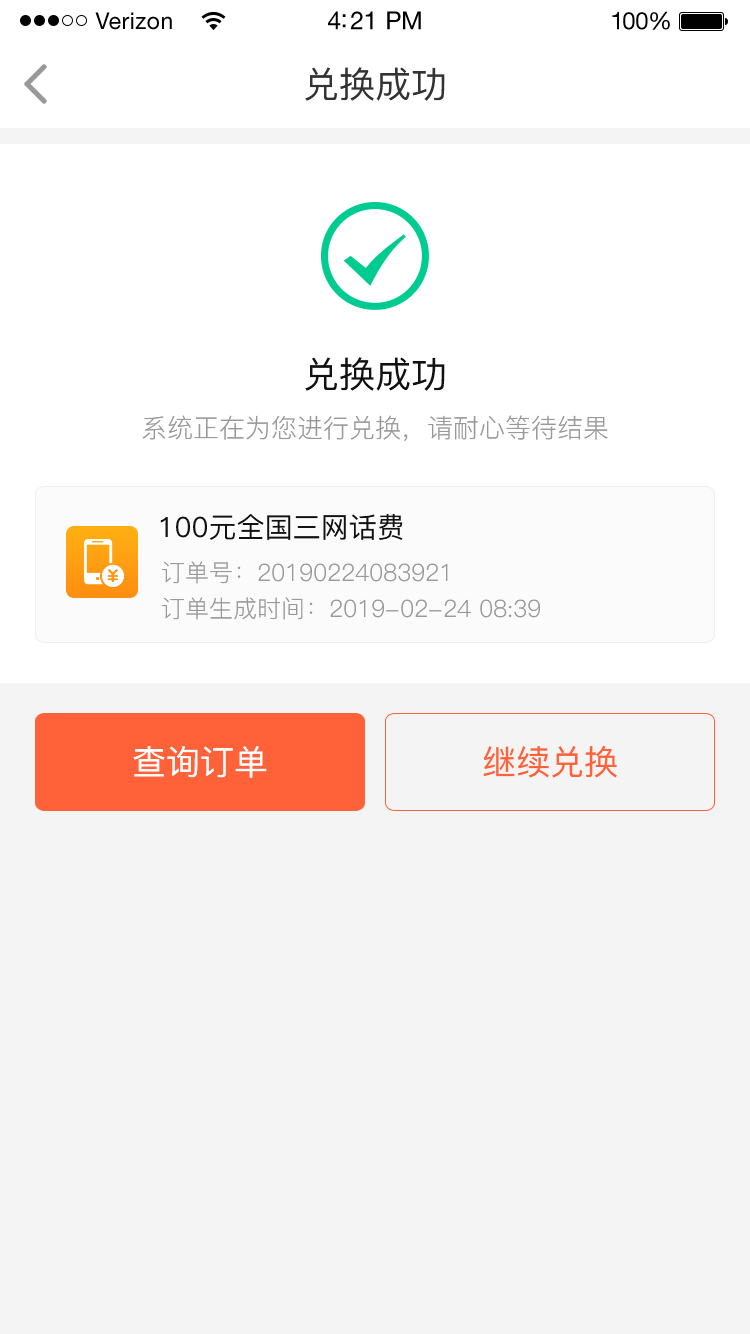 Verizon 4:21 PM 100%
兑换成功
兑换成功
系统正在为您进行兑换，请耐心等待结果
100元全国三网话费
订单号：20190224083921
订单生成时间：2019-02-24 08:39
查询订单 继续兑换